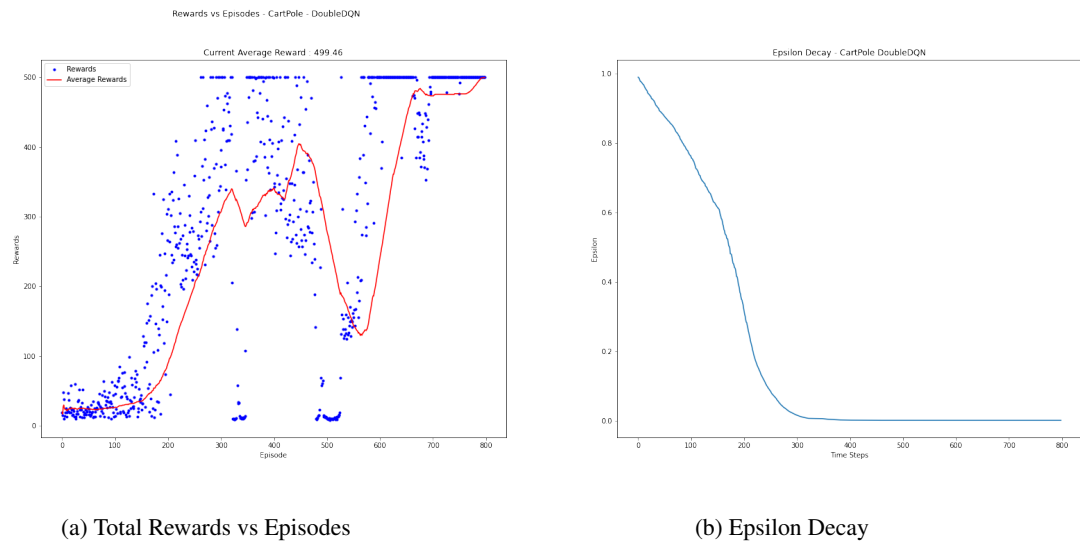 Rewards vs Episodes - CartPole - DoubleDQN
Current Average Reward : 499.46
Rewards
Average Rewards
500
400
300
200
100
0
Rewards
0 100 200 300 400 500 600 700 800
Episode
(a) Total Rewards vs Episodes
Epsilon Decay - CartPole DoubleDQN
1.0
0.8
0.6
0.4
0.2
0.0
Epsilon
0 100 200 300 400 500 600 700 800
Time Steps
(b) Epsilon Decay